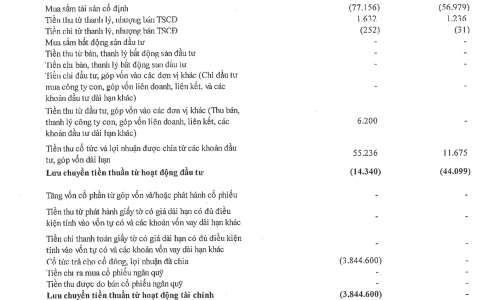 Mua sắm tài sản cố định (77.156) (56.979)
Tiền thu từ thanh lý, nhượng bán TSCĐ 1.632 1.236
Tiền chi từ thanh lý, nhượng bán TSCĐ (252) (31)
Mua sắm bất động sản đầu tư - -
Tiền thu từ bán, thanh lý bất động sản đầu tư - -
Tiền chi bán, thanh lý bất động sản đầu tư - -
Tiền chi đầu tư, góp vốn vào các đơn vị khác (Chi đầu tư
mua công ty con, góp vốn liên doanh, liên kết, và các
khoản đầu tư dài hạn khác) - -
Tiền thu từ đầu tư, góp vốn vào các đơn vị khác (Thu bán,
thanh lý công ty con, góp vốn liên doanh, liên kết, các
khoản đầu tư dài hạn khác) 6.200 -
Tiền thu cổ tức và lợi nhuận được chia từ các khoản đầu
tư, góp vốn dài hạn 55.236 11.675
Lưu chuyển tiền thuần từ hoạt động đầu tư (14.340) (44.099)
Tăng vốn cổ phần từ góp vốn và/hoặc phát hành cổ phiếu - -
Tiền thu từ phát hành giấy tờ có giá dài hạn có đủ điều
kiện tính vào vốn tự có và các khoản vốn vay dài hạn khác - -
Tiền chi thanh toán giấy tờ có giá dài hạn có đủ điều kiện
tính vào vốn tự có và các khoản vốn vay dài hạn khác - -
Cổ tức trả cho cổ đông, lợi nhuận đã chia (3.844.600) -
Tiền chi ra mua cổ phiếu ngân quỹ - -
Tiền thu được do bán cổ phiếu ngân quỹ - -
Lưu chuyển tiền thuần từ hoạt động tài chính (3.844.600) -